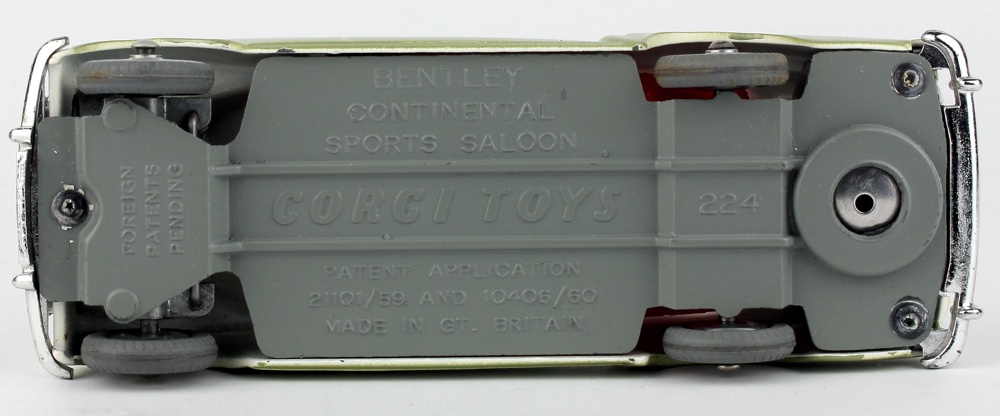 BENTLEY
CONTINENTAL
SPORTS SALOON
CORGI TOYS
224
PATENT APPLICATION
21101/59. AND 10406/60
MADE IN GT. BRITAIN
FOREIGN
PATENTS
PENDING